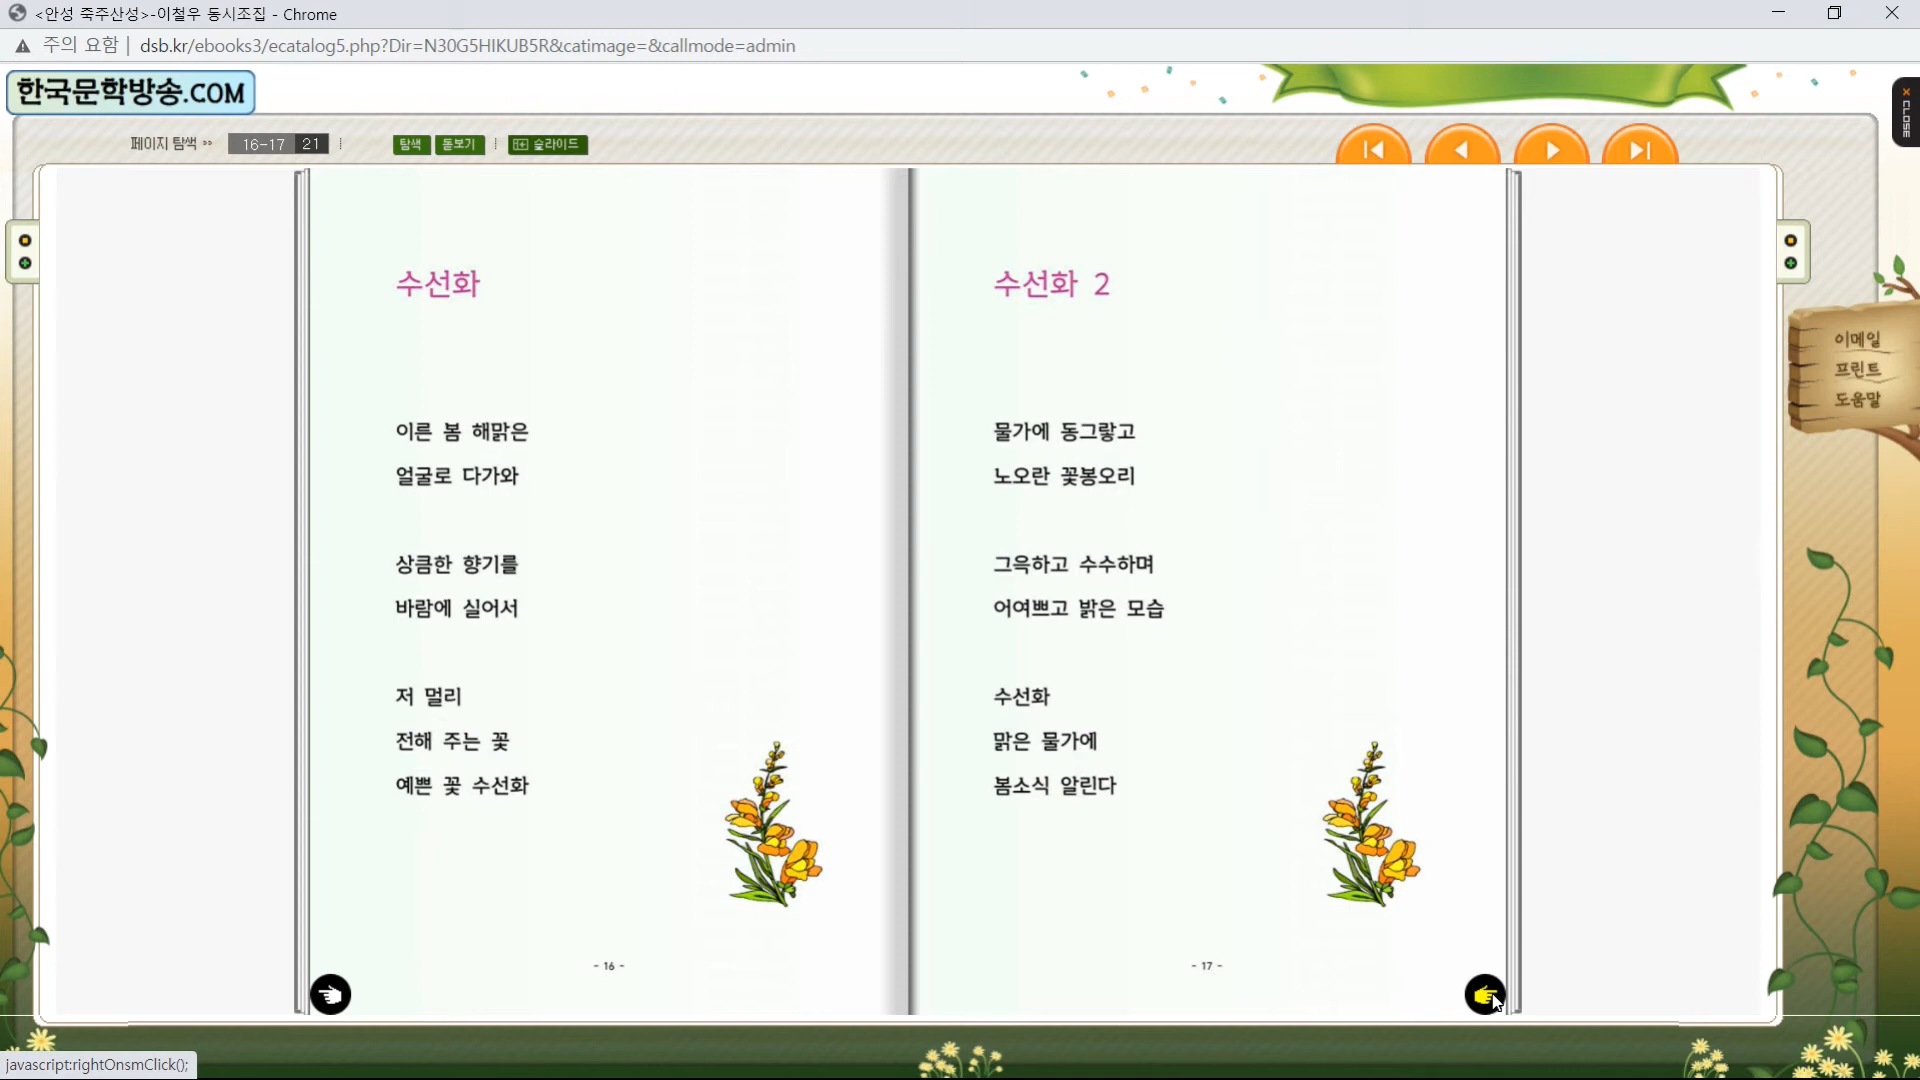 <안성 죽주산성>-이철우 동시조집 - Chrome
주의 요함 | dsb.kr/ebooks3/ecatalog5.php?Dir=N30G5HIKUB5R&catimage=&callmode=admin
한국문학방송.COM
CLOSE
페이지 탐색 »
16-17 21
탐색 돋보기 슬라이드
이메일
프린트
도움말
수선화
이른 봄 해맑은
얼굴로 다가와
상큼한 향기를
바람에 실어서
저 멀리
전해 주는 꽃
예쁜 꽃 수선화
- 16 -
수선화 2
물가에 동그랗고
노오란 꽃봉오리
그윽하고 수수하며
어여쁘고 밝은 모습
수선화
맑은 물가에
봄소식 알린다
- 17 -
javascript:rightOnsmClick();